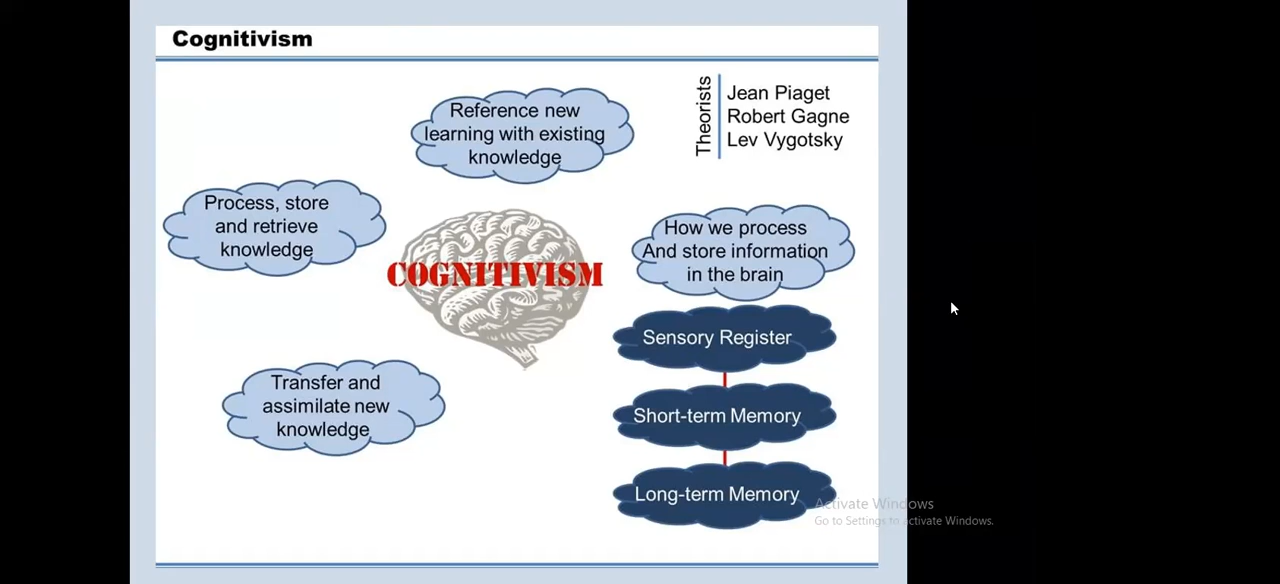 Cognitivism
Reference new
learning with existing
knowledge
Theorists
Jean Piaget
Robert Gagne
Lev Vygotsky
Process, store
and retrieve
knowledge
COGNITIVISM
How we process
And store information
in the brain
Sensory Register
Short-term Memory
Long-term Memory
Transfer and
assimilate new
knowledge
Activate Windows
Go to Settings to activate Windows.